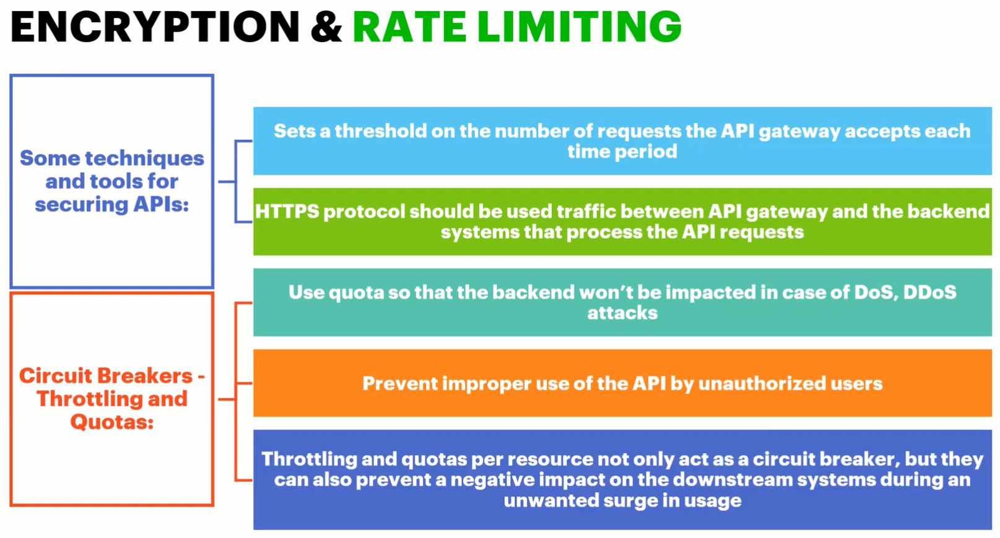 ENCRYPTION & RATE LIMITING
Some techniques
and tools for
securing APIs:
Sets a threshold on the number of requests the API gateway accepts each
time period
HTTPS protocol should be used traffic between API gateway and the backend
systems that process the API requests
Circuit Breakers -
Throttling and
Quotas:
Use quota so that the backend won't be impacted in case of DoS, DDoS
attacks
Prevent improper use of the API by unauthorized users
Throttling and quotas per resource not only act as a circuit breaker, but they
can also prevent a negative impact on the downstream systems during an
unwanted surge in usage